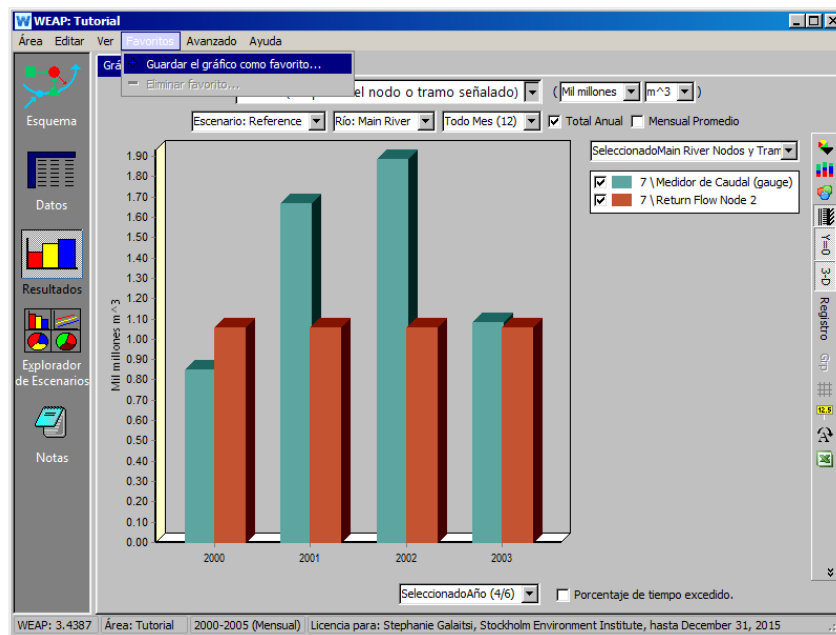 WEAP: Tutorial
Área Editar Ver Favoritos Avanzado Ayuda
Guardar el gráfico como favorito...
Eliminar favorito...
el nodo o tramo señalado) (Mil millones m^3 )
Escenario: Reference Río: Main River Todo Mes (12) Total Anual Mensual Promedio
SeleccionadoMain River Nodos y Tram
7 \ Medidor de Caudal (gauge)
7 \ Return Flow Node 2
Esquema
Datos
Resultados
Explorador
de Escenarios
Notas
Mil millones m^3
1.90
1.80
1.70
1.60
1.50
1.40
1.30
1.20
1.10
1.00
0.90
0.80
0.70
0.60
0.50
0.40
0.30
0.20
0.10
0.00
2000 2001 2002 2003
Y=0
3-D
Registro
Grp
12.5
A
SeleccionadoAño (4/6) Porcentaje de tiempo excedido.
WEAP: 3.4387 Área: Tutorial 2000-2005 (Mensual) Licencia para: Stephanie Galaitsi, Stockholm Environment Institute, hasta December 31, 2015